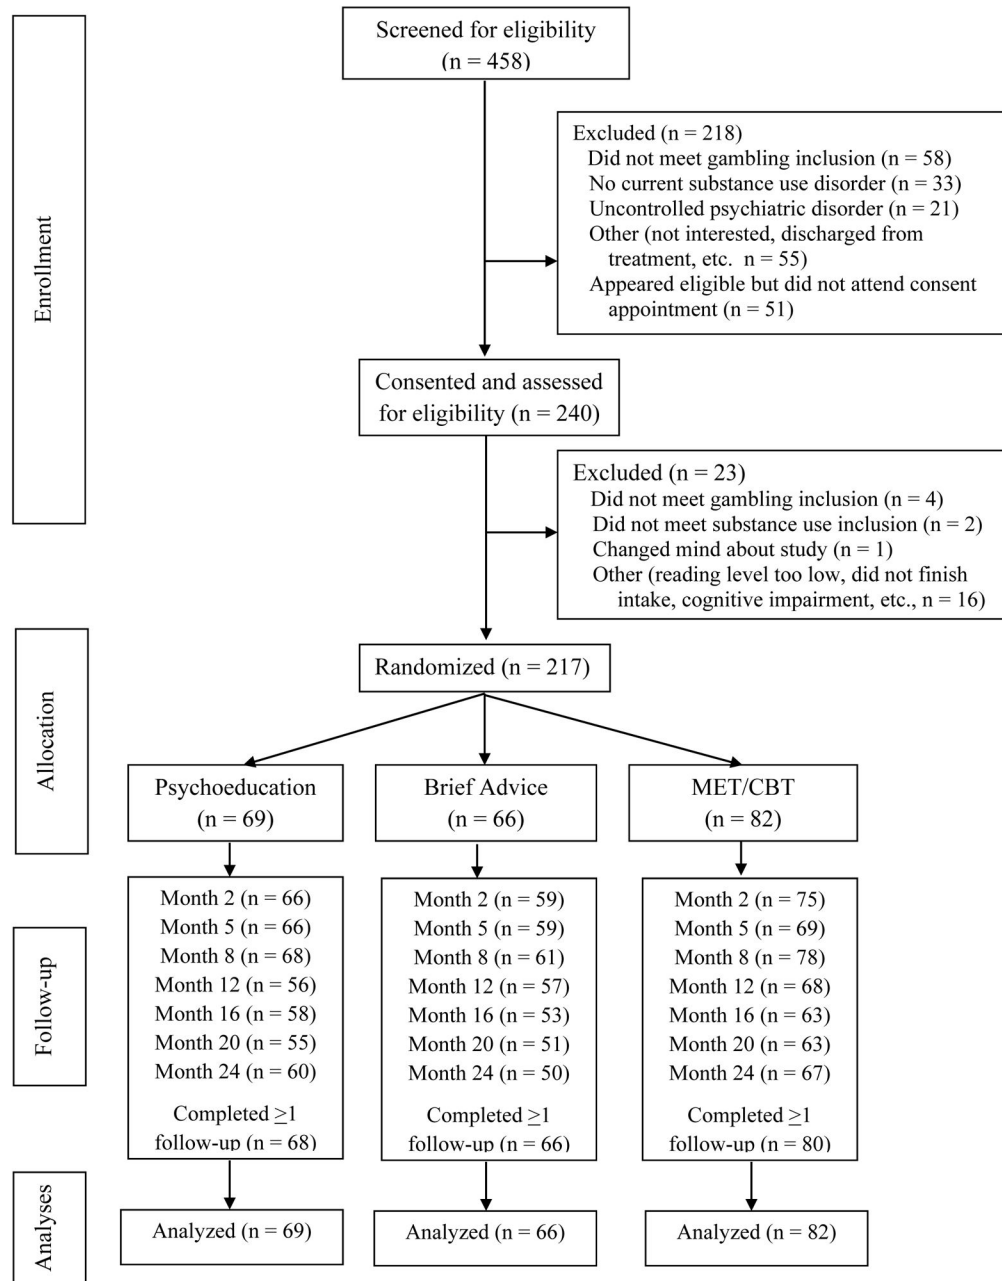 Screened for eligibility
(n = 458)
Excluded (n = 218)
Did not meet gambling inclusion (n = 58)
No current substance use disorder (n = 33)
Uncontrolled psychiatric disorder (n = 21)
Other (not interested, discharged from
treatment, etc. n = 55)
Appeared eligible but did not attend consent
appointment (n = 51)
Enrollment
Consented and assessed
for eligibility (n = 240)
Excluded (n = 23)
Did not meet gambling inclusion (n = 4)
Did not meet substance use inclusion (n = 2)
Changed mind about study (n = 1)
Other (reading level too low, did not finish
intake, cognitive impairment, etc., n = 16)
Randomized (n = 217)
Allocation
Psychoeducation
(n = 69)
Brief Advice
(n = 66)
MET/CBT
(n = 82)
Follow-up
Month 2 (n = 66)
Month 5 (n = 66)
Month 8 (n = 68)
Month 12 (n = 56)
Month 16 (n = 58)
Month 20 (n = 55)
Month 24 (n = 60)
Completed ≥1
follow-up (n = 68)
Month 2 (n = 59)
Month 5 (n = 59)
Month 8 (n = 61)
Month 12 (n = 57)
Month 16 (n = 53)
Month 20 (n = 51)
Month 24 (n = 50)
Completed ≥1
follow-up (n = 66)
Month 2 (n = 75)
Month 5 (n = 69)
Month 8 (n = 78)
Month 12 (n = 68)
Month 16 (n = 63)
Month 20 (n = 63)
Month 24 (n = 67)
Completed ≥1
follow-up (n = 80)
Analyses
Analyzed (n = 69)
Analyzed (n = 66)
Analyzed (n = 82)